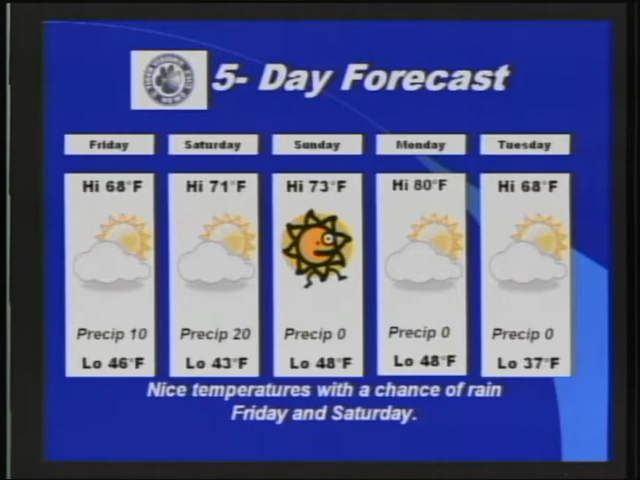 5- Day Forecast
Friday
Saturday
Sunday
Monday
Tuesday
Hi 68°F
Hi 71°F
Hi 73°F
Hi 80°F
Hi 68°F
Precip 10
Precip 20
Precip 0
Precip 0
Precip 0
Lo 46°F
Lo 43°F
Lo 48°F
Lo 48°F
Lo 37°F
Nice temperatures with a chance of rain
Friday and Saturday.